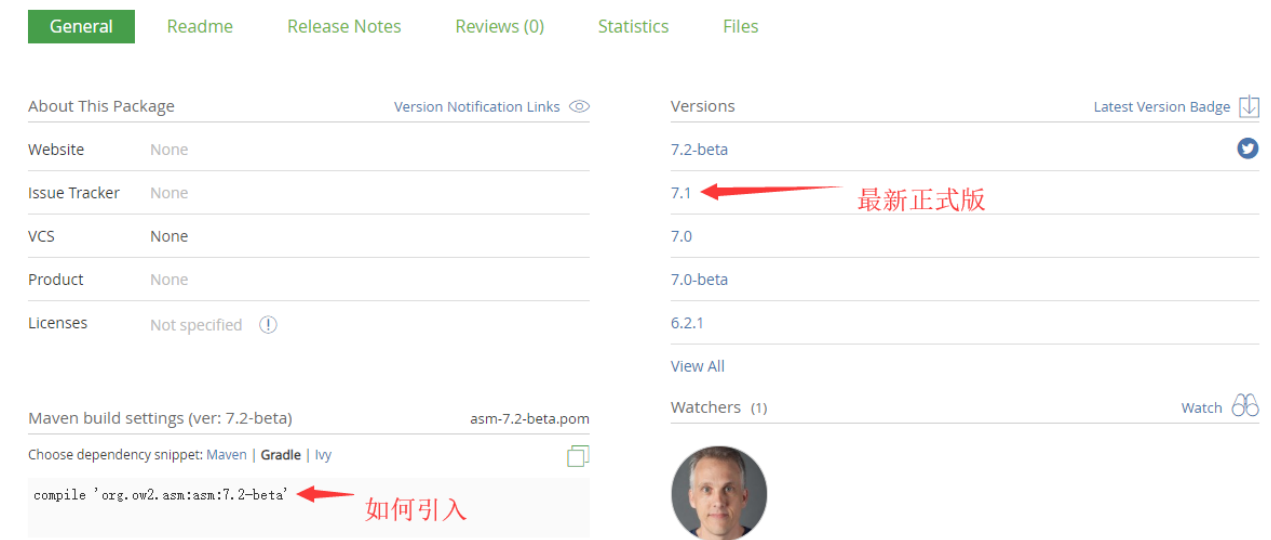 General Readme Release Notes Reviews (0) Statistics Files
About This Package Version Notification Links
Website None
Issue Tracker None
VCS None
Product None
Licenses Not specified
Maven build settings (ver: 7.2-beta) asm-7.2-beta.pom
Choose dependency snippet: Maven | Gradle | Ivy
compile 'org.ow2.asm:asm:7.2-beta'
如何引入
Versions Latest Version Badge
7.2-beta
7.1
最新正式版
7.0
7.0-beta
6.2.1
View All
Watchers (1) Watch